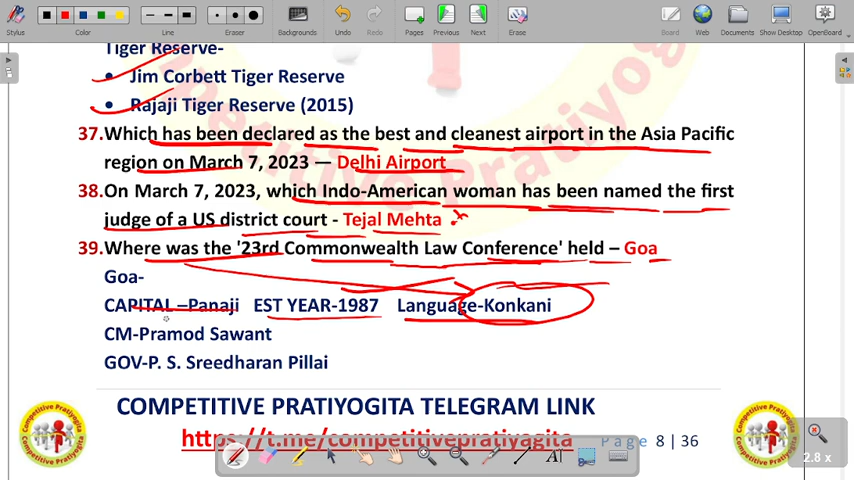 Stylus
Color
Line
Eraser
Backgrounds
Undo
Redo
Pages
Previous
Next
Erase
Board
Web
Documents
Show Desktop
OpenBoard
Tiger Reserve-
• Jim Corbett Tiger Reserve
• Rajaji Tiger Reserve (2015)
37.Which has been declared as the best and cleanest airport in the Asia Pacific
region on March 7, 2023 — Delhi Airport
38.On March 7, 2023, which Indo-American woman has been named the first
judge of a US district court - Tejal Mehta
39.Where was the '23rd Commonwealth Law Conference' held – Goa
Goa-
CAPITAL –Panaji EST YEAR-1987 Language-Konkani
CM-Pramod Sawant
GOV-P. S. Sreedharan Pillai
COMPETITIVE PRATIYOGITA TELEGRAM LINK
https://t.me/competitivepratiyagita
Page 8 | 36
Competitive Pratiyogita
Competitive Pratiyogita
2.8 x